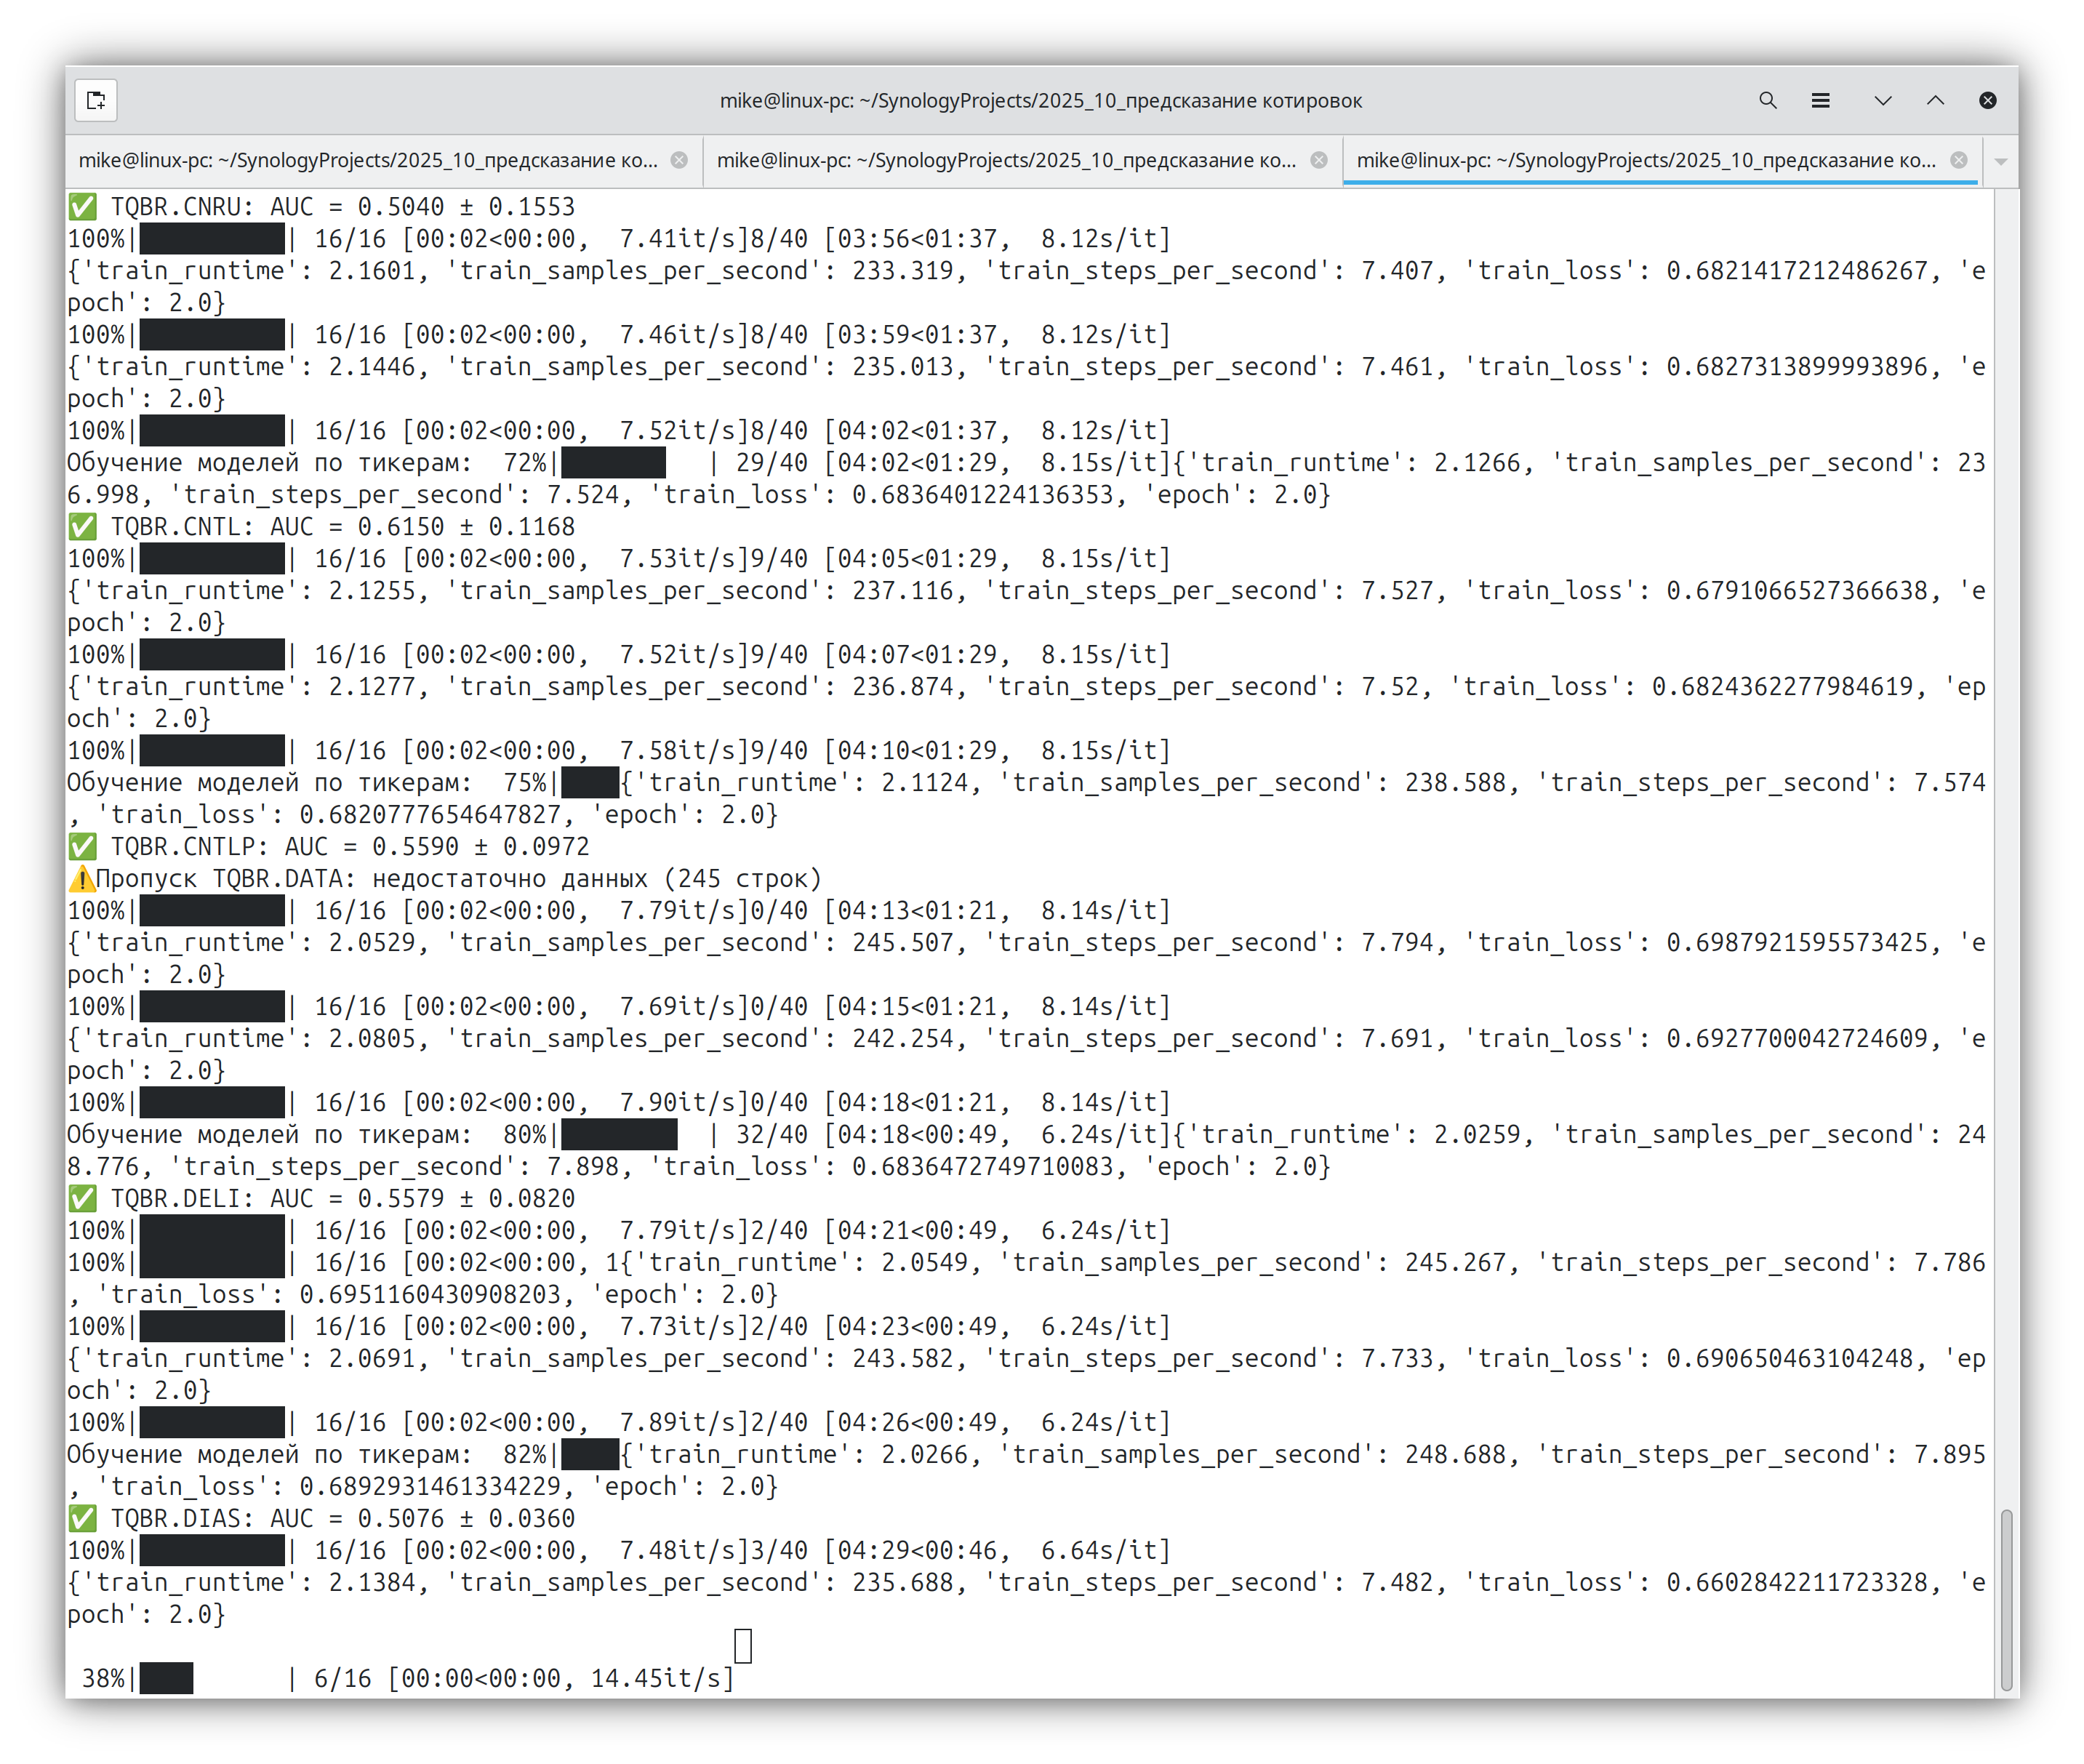 mike@linux-pc: ~/SynologyProjects/2025_10_предсказание котировок
mike@linux-pc: ~/SynologyProjects/2025_10_предсказание ко...
mike@linux-pc: ~/SynologyProjects/2025_10_предсказание ко...
mike@linux-pc: ~/SynologyProjects/2025_10_предсказание ко...
✅ TQBR.CNRU: AUC = 0.5040 ± 0.1553
100%|██████████| 16/16 [00:02<00:00,  7.41it/s]8/40 [03:56<01:37,  8.12s/it]
{'train_runtime': 2.1601, 'train_samples_per_second': 233.319, 'train_steps_per_second': 7.407, 'train_loss': 0.6821417212486267, 'e
poch': 2.0}
100%|██████████| 16/16 [00:02<00:00,  7.46it/s]8/40 [03:59<01:37,  8.12s/it]
{'train_runtime': 2.1446, 'train_samples_per_second': 235.013, 'train_steps_per_second': 7.461, 'train_loss': 0.6827313899993896, 'e
poch': 2.0}
100%|██████████| 16/16 [00:02<00:00,  7.52it/s]8/40 [04:02<01:37,  8.12s/it]
Обучение моделей по тикерам:  72%|███████   | 29/40 [04:02<01:29,  8.15s/it]{'train_runtime': 2.1266, 'train_samples_per_second': 23
6.998, 'train_steps_per_second': 7.524, 'train_loss': 0.6836401224136353, 'epoch': 2.0}
✅ TQBR.CNTL: AUC = 0.6150 ± 0.1168
100%|██████████| 16/16 [00:02<00:00,  7.53it/s]9/40 [04:05<01:29,  8.15s/it]
{'train_runtime': 2.1255, 'train_samples_per_second': 237.116, 'train_steps_per_second': 7.527, 'train_loss': 0.6791066527366638, 'e
poch': 2.0}
100%|██████████| 16/16 [00:02<00:00,  7.52it/s]9/40 [04:07<01:29,  8.15s/it]
{'train_runtime': 2.1277, 'train_samples_per_second': 236.874, 'train_steps_per_second': 7.52, 'train_loss': 0.6824362277984619, 'ep
och': 2.0}
100%|██████████| 16/16 [00:02<00:00,  7.58it/s]9/40 [04:10<01:29,  8.15s/it]
Обучение моделей по тикерам:  75%|████{'train_runtime': 2.1124, 'train_samples_per_second': 238.588, 'train_steps_per_second': 7.574
, 'train_loss': 0.6820777654647827, 'epoch': 2.0}
✅ TQBR.CNTLP: AUC = 0.5590 ± 0.0972
⚠️Пропуск TQBR.DATA: недостаточно данных (245 строк)
100%|██████████| 16/16 [00:02<00:00,  7.79it/s]0/40 [04:13<01:21,  8.14s/it]
{'train_runtime': 2.0529, 'train_samples_per_second': 245.507, 'train_steps_per_second': 7.794, 'train_loss': 0.6987921595573425, 'e
poch': 2.0}
100%|██████████| 16/16 [00:02<00:00,  7.69it/s]0/40 [04:15<01:21,  8.14s/it]
{'train_runtime': 2.0805, 'train_samples_per_second': 242.254, 'train_steps_per_second': 7.691, 'train_loss': 0.6927700042724609, 'e
poch': 2.0}
100%|██████████| 16/16 [00:02<00:00,  7.90it/s]0/40 [04:18<01:21,  8.14s/it]
Обучение моделей по тикерам:  80%|████████  | 32/40 [04:18<00:49,  6.24s/it]{'train_runtime': 2.0259, 'train_samples_per_second': 24
8.776, 'train_steps_per_second': 7.898, 'train_loss': 0.6836472749710083, 'epoch': 2.0}
✅ TQBR.DELI: AUC = 0.5579 ± 0.0820
100%|██████████| 16/16 [00:02<00:00,  7.79it/s]2/40 [04:21<00:49,  6.24s/it]
100%|██████████| 16/16 [00:02<00:00, 1{'train_runtime': 2.0549, 'train_samples_per_second': 245.267, 'train_steps_per_second': 7.786
, 'train_loss': 0.6951160430908203, 'epoch': 2.0}
100%|██████████| 16/16 [00:02<00:00,  7.73it/s]2/40 [04:23<00:49,  6.24s/it]
{'train_runtime': 2.0691, 'train_samples_per_second': 243.582, 'train_steps_per_second': 7.733, 'train_loss': 0.690650463104248, 'ep
och': 2.0}
100%|██████████| 16/16 [00:02<00:00,  7.89it/s]2/40 [04:26<00:49,  6.24s/it]
Обучение моделей по тикерам:  82%|████{'train_runtime': 2.0266, 'train_samples_per_second': 248.688, 'train_steps_per_second': 7.895
, 'train_loss': 0.6892931461334229, 'epoch': 2.0}
✅ TQBR.DIAS: AUC = 0.5076 ± 0.0360
100%|██████████| 16/16 [00:02<00:00,  7.48it/s]3/40 [04:29<00:46,  6.64s/it]
{'train_runtime': 2.1384, 'train_samples_per_second': 235.688, 'train_steps_per_second': 7.482, 'train_loss': 0.6602842211723328, 'e
poch': 2.0}
 38%|███▊      | 6/16 [00:00<00:00, 14.45it/s]